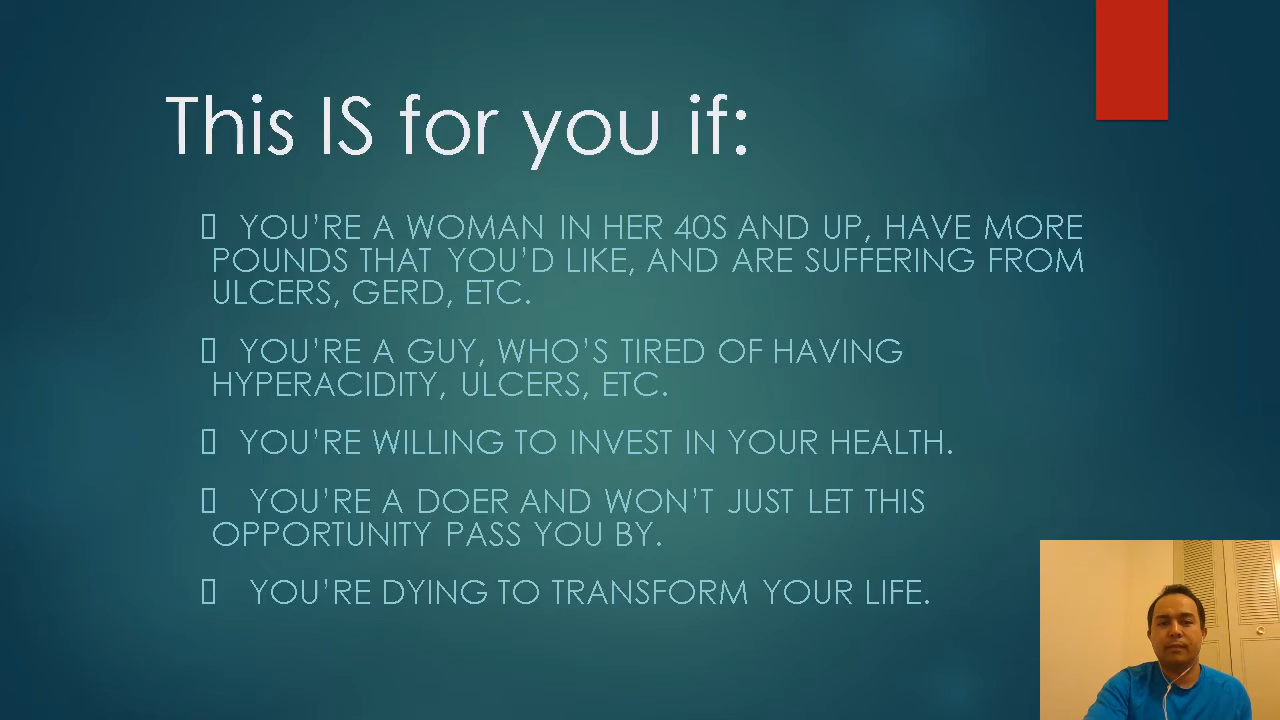 This IS for you if:
YOU'RE A WOMAN IN HER 40S AND UP, HAVE MORE
POUNDS THAT YOU'D LIKE, AND ARE SUFFERING FROM
ULCERS, GERD, ETC.
YOU'RE A GUY, WHO'S TIRED OF HAVING
HYPERACIDITY, ULCERS, ETC.
YOU'RE WILLING TO INVEST IN YOUR HEALTH.
YOU'RE A DOER AND WON'T JUST LET THIS
OPPORTUNITY PASS YOU BY.
YOU'RE DYING TO TRANSFORM YOUR LIFE.